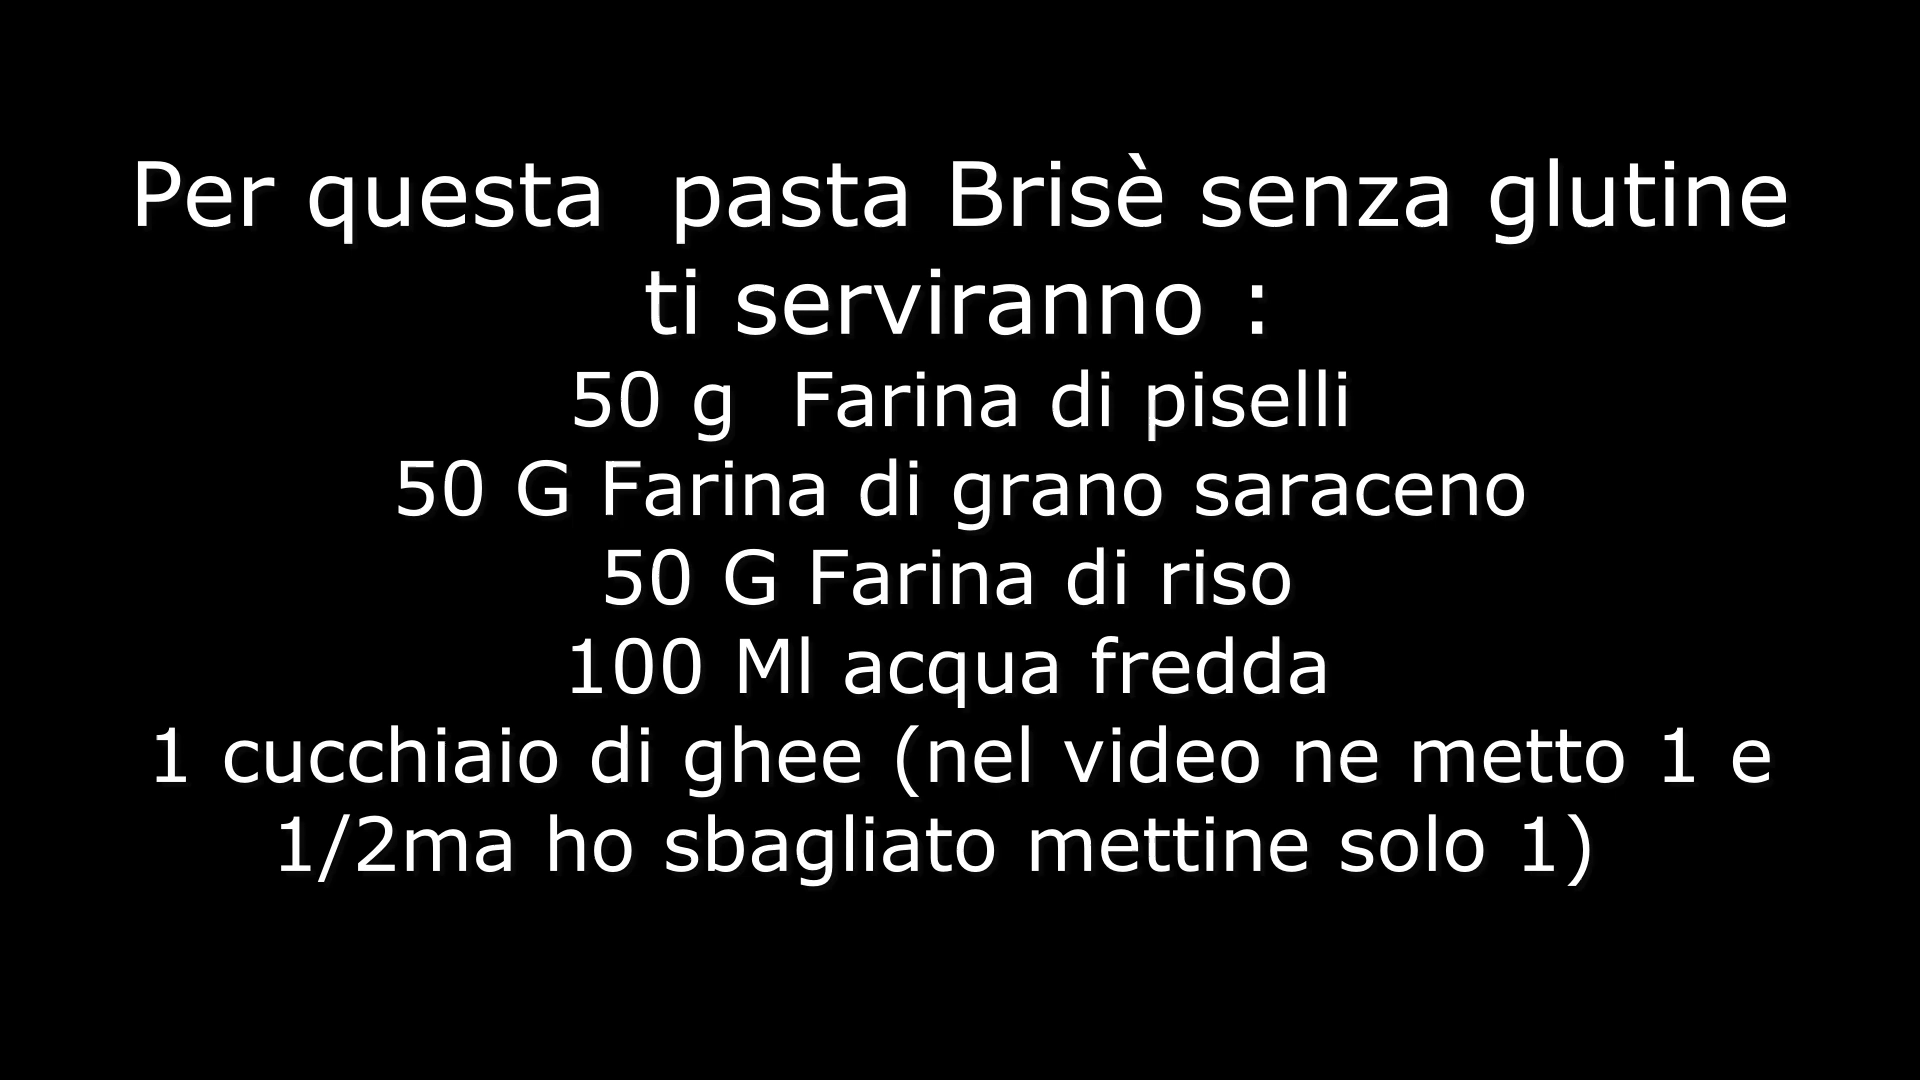 Per questa  pasta Brisè senza glutine
ti serviranno :
50 g  Farina di piselli
50 G Farina di grano saraceno
50 G Farina di riso
100 Ml acqua fredda
1 cucchiaio di ghee (nel video ne metto 1 e
1/2ma ho sbagliato mettine solo 1)